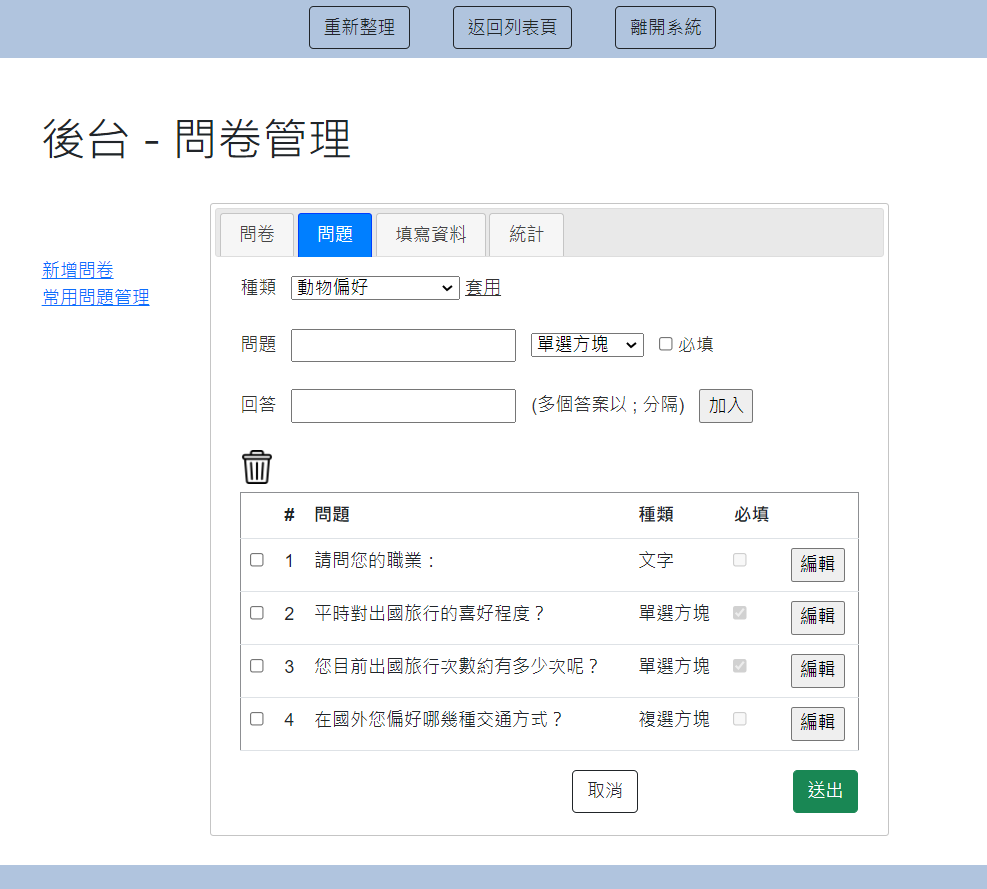 重新整理 返回列表頁 離開系統
後台 - 問卷管理
新增問卷
常用問題管理
問卷 問題 填寫資料 統計
種類 動物偏好 套用
問題 單選方塊 必填
回答 (多個答案以 ; 分隔) 加入
# 問題 種類 必填
1 請問您的職業： 文字 編輯
2 平時對出國旅行的喜好程度？ 單選方塊 編輯
3 您目前出國旅行次數約有多少次呢？ 單選方塊 編輯
4 在國外您偏好哪幾種交通方式？ 複選方塊 編輯
取消 送出